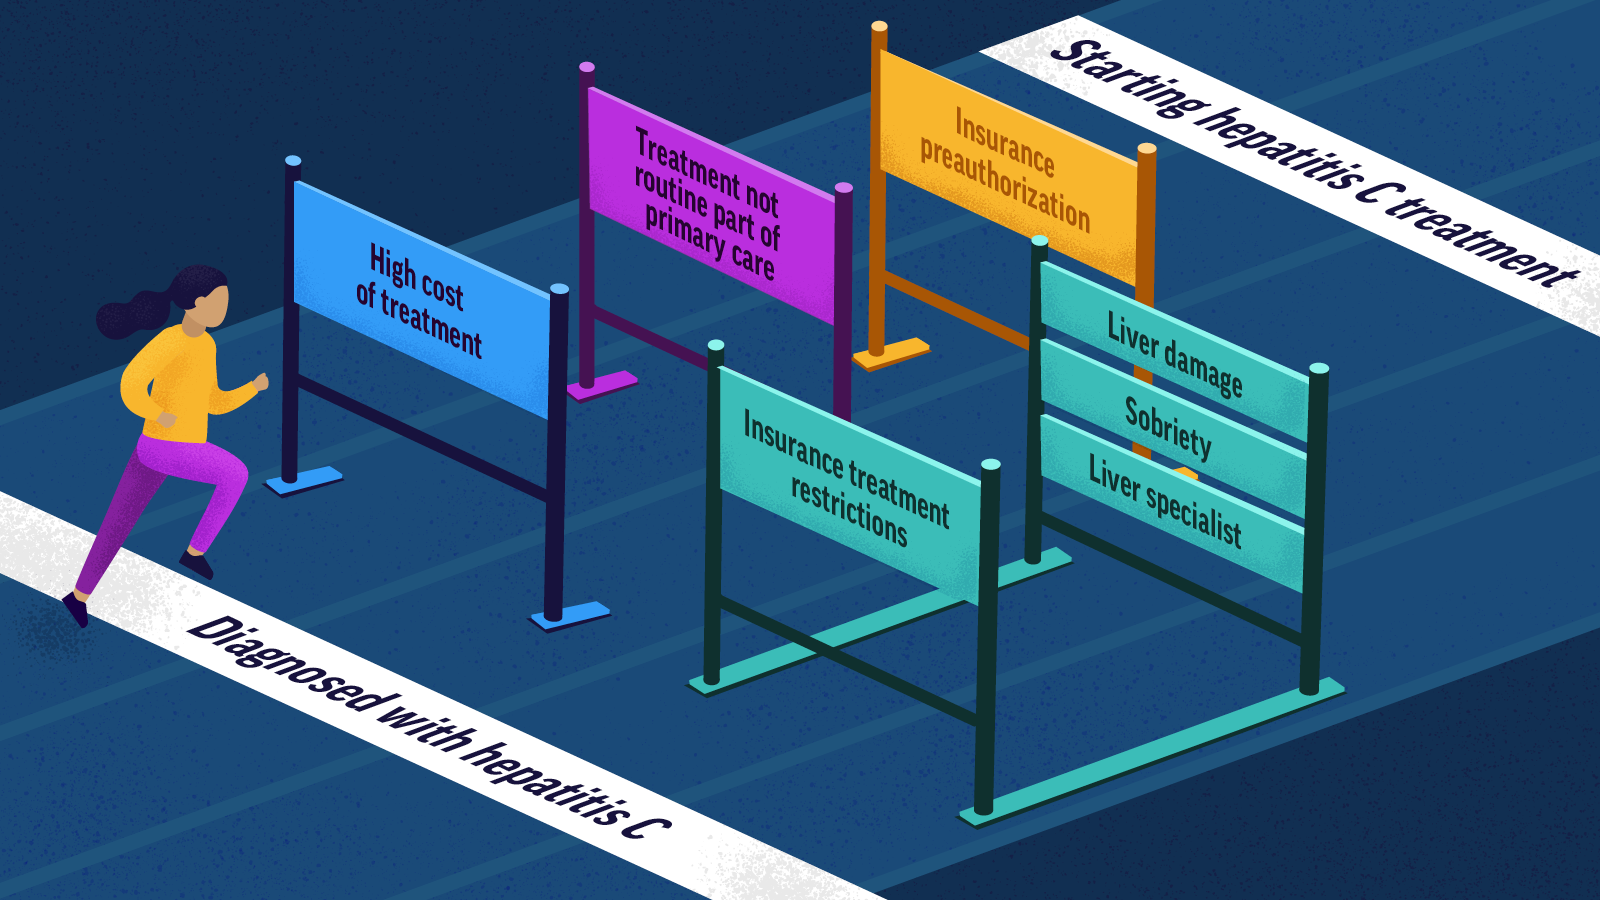 Starting hepatitis C treatment
Insurance
preauthorization
Treatment not
routine part of
primary care
High cost
of treatment
Liver damage
Sobriety
Liver specialist
Insurance treatment
restrictions
Diagnosed with hepatitis C